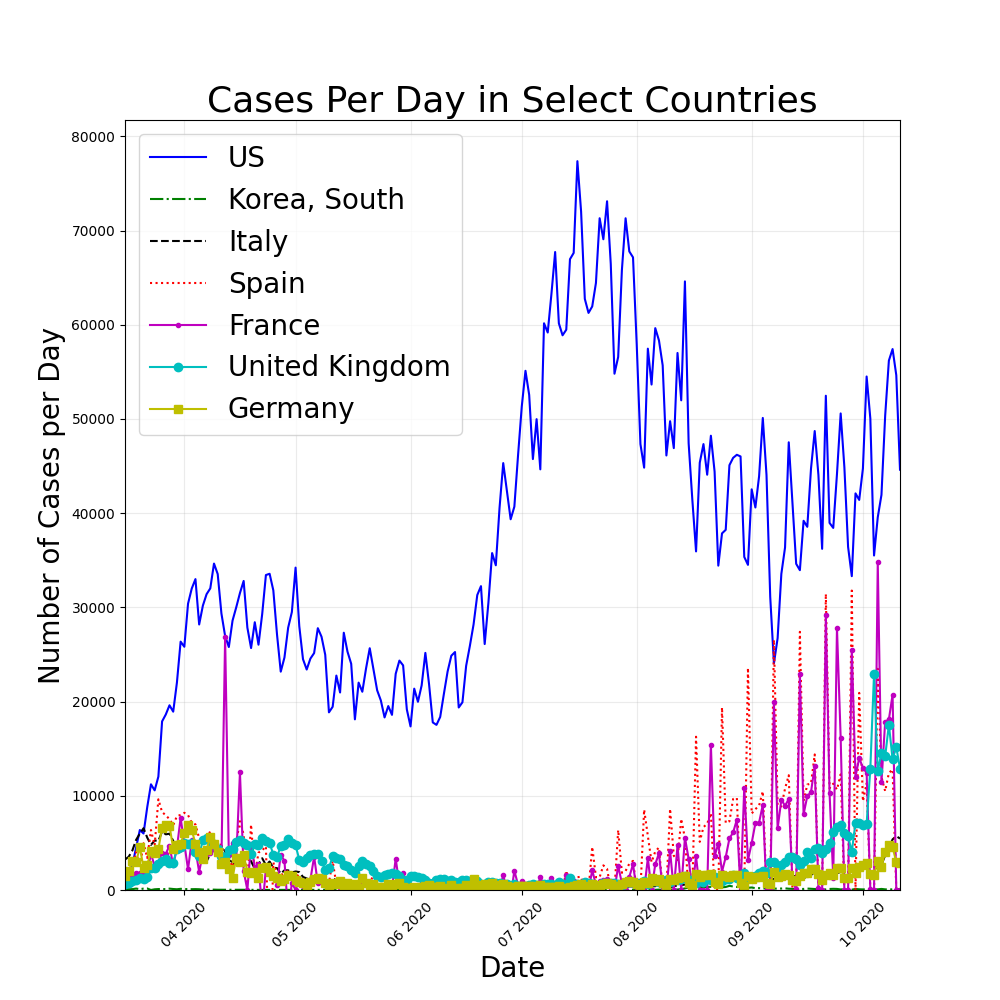 Cases Per Day in Select Countries
80000
70000
60000
50000
40000
30000
20000
10000
0
Number of Cases per Day
US
Korea, South
Italy
Spain
France
United Kingdom
Germany
04 2020
05 2020
06 2020
07 2020
08 2020
09 2020
10 2020
Date